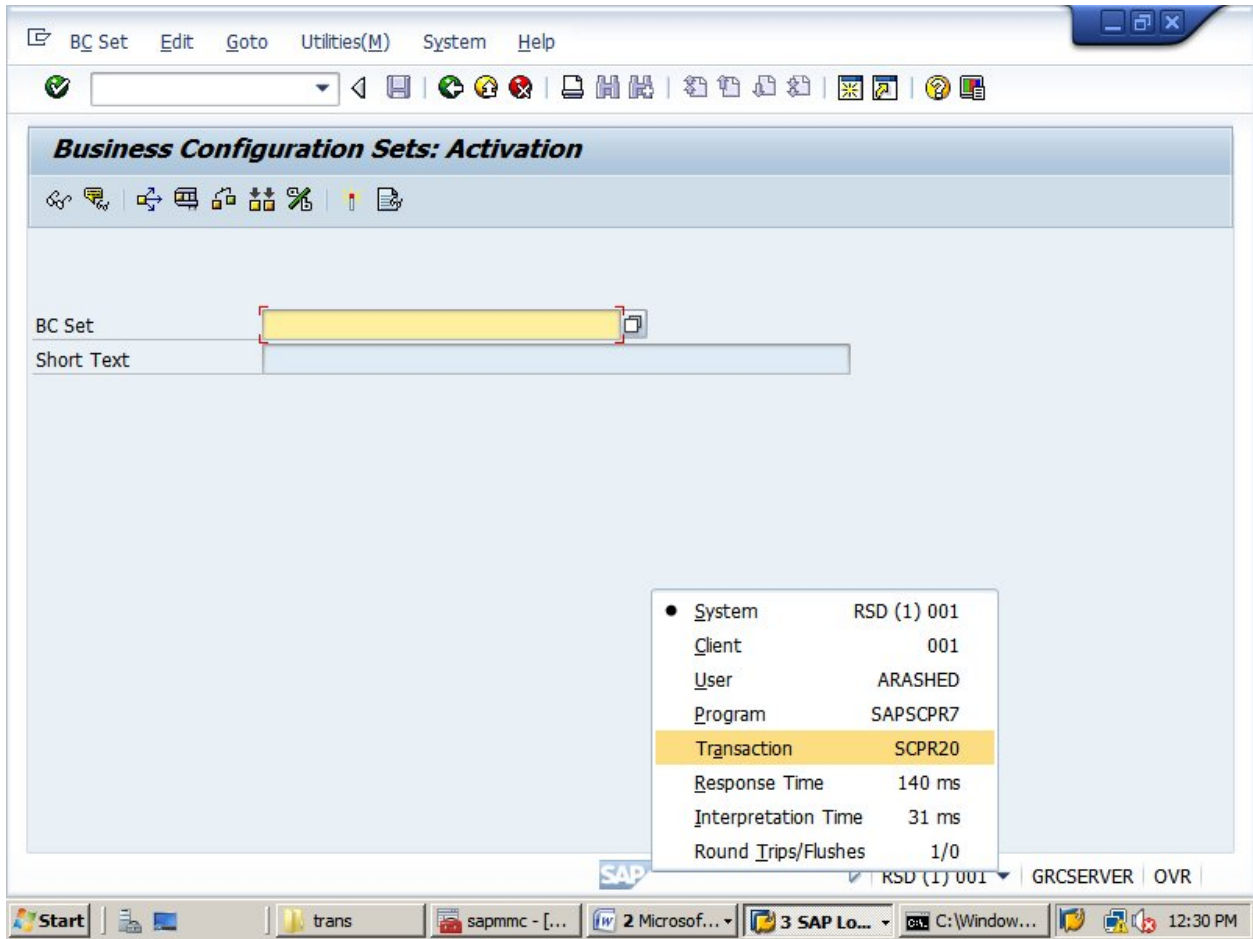 BC Set Edit Goto Utilities(M) System Help
Business Configuration Sets: Activation
BC Set
Short Text
System RSD (1) 001
Client 001
User ARASHED
Program SAPSCPR7
Transaction SCPR20
Response Time 140 ms
Interpretation Time 31 ms
Round Trips/Flushes 1/0
SAP RSD (1) 001 GRCSERVER OVR
Start trans sapmmc - [... 2 Microsof... 3 SAP Lo... C:\Window... 12:30 PM